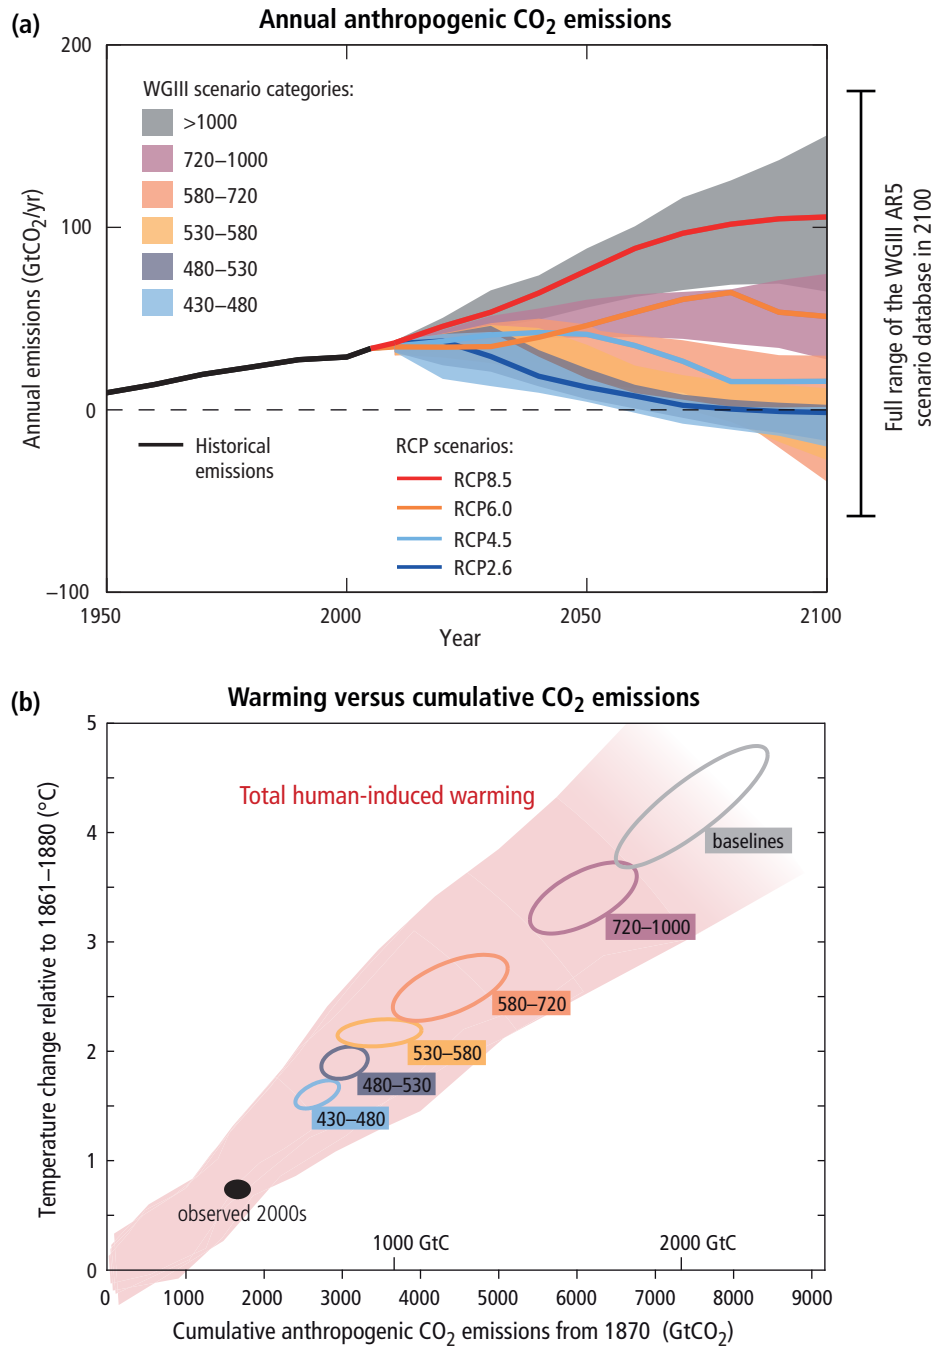 (a)
Annual anthropogenic CO2 emissions
200
100
0
−100
Annual emissions (GtCO2/yr)
WGIII scenario categories:
>1000
720–1000
580–720
530–580
480–530
430–480
Historical
emissions
RCP scenarios:
RCP8.5
RCP6.0
RCP4.5
RCP2.6
1950
2000
2050
2100
Year
Full range of the WGIII AR5
scenario database in 2100
(b)
Warming versus cumulative CO2 emissions
5
4
3
2
1
0
Temperature change relative to 1861–1880 (°C)
Total human-induced warming
baselines
720–1000
580–720
530–580
480–530
430–480
observed 2000s
1000 GtC
2000 GtC
0
1000
2000
3000
4000
5000
6000
7000
8000
9000
Cumulative anthropogenic CO2 emissions from 1870 (GtCO2)